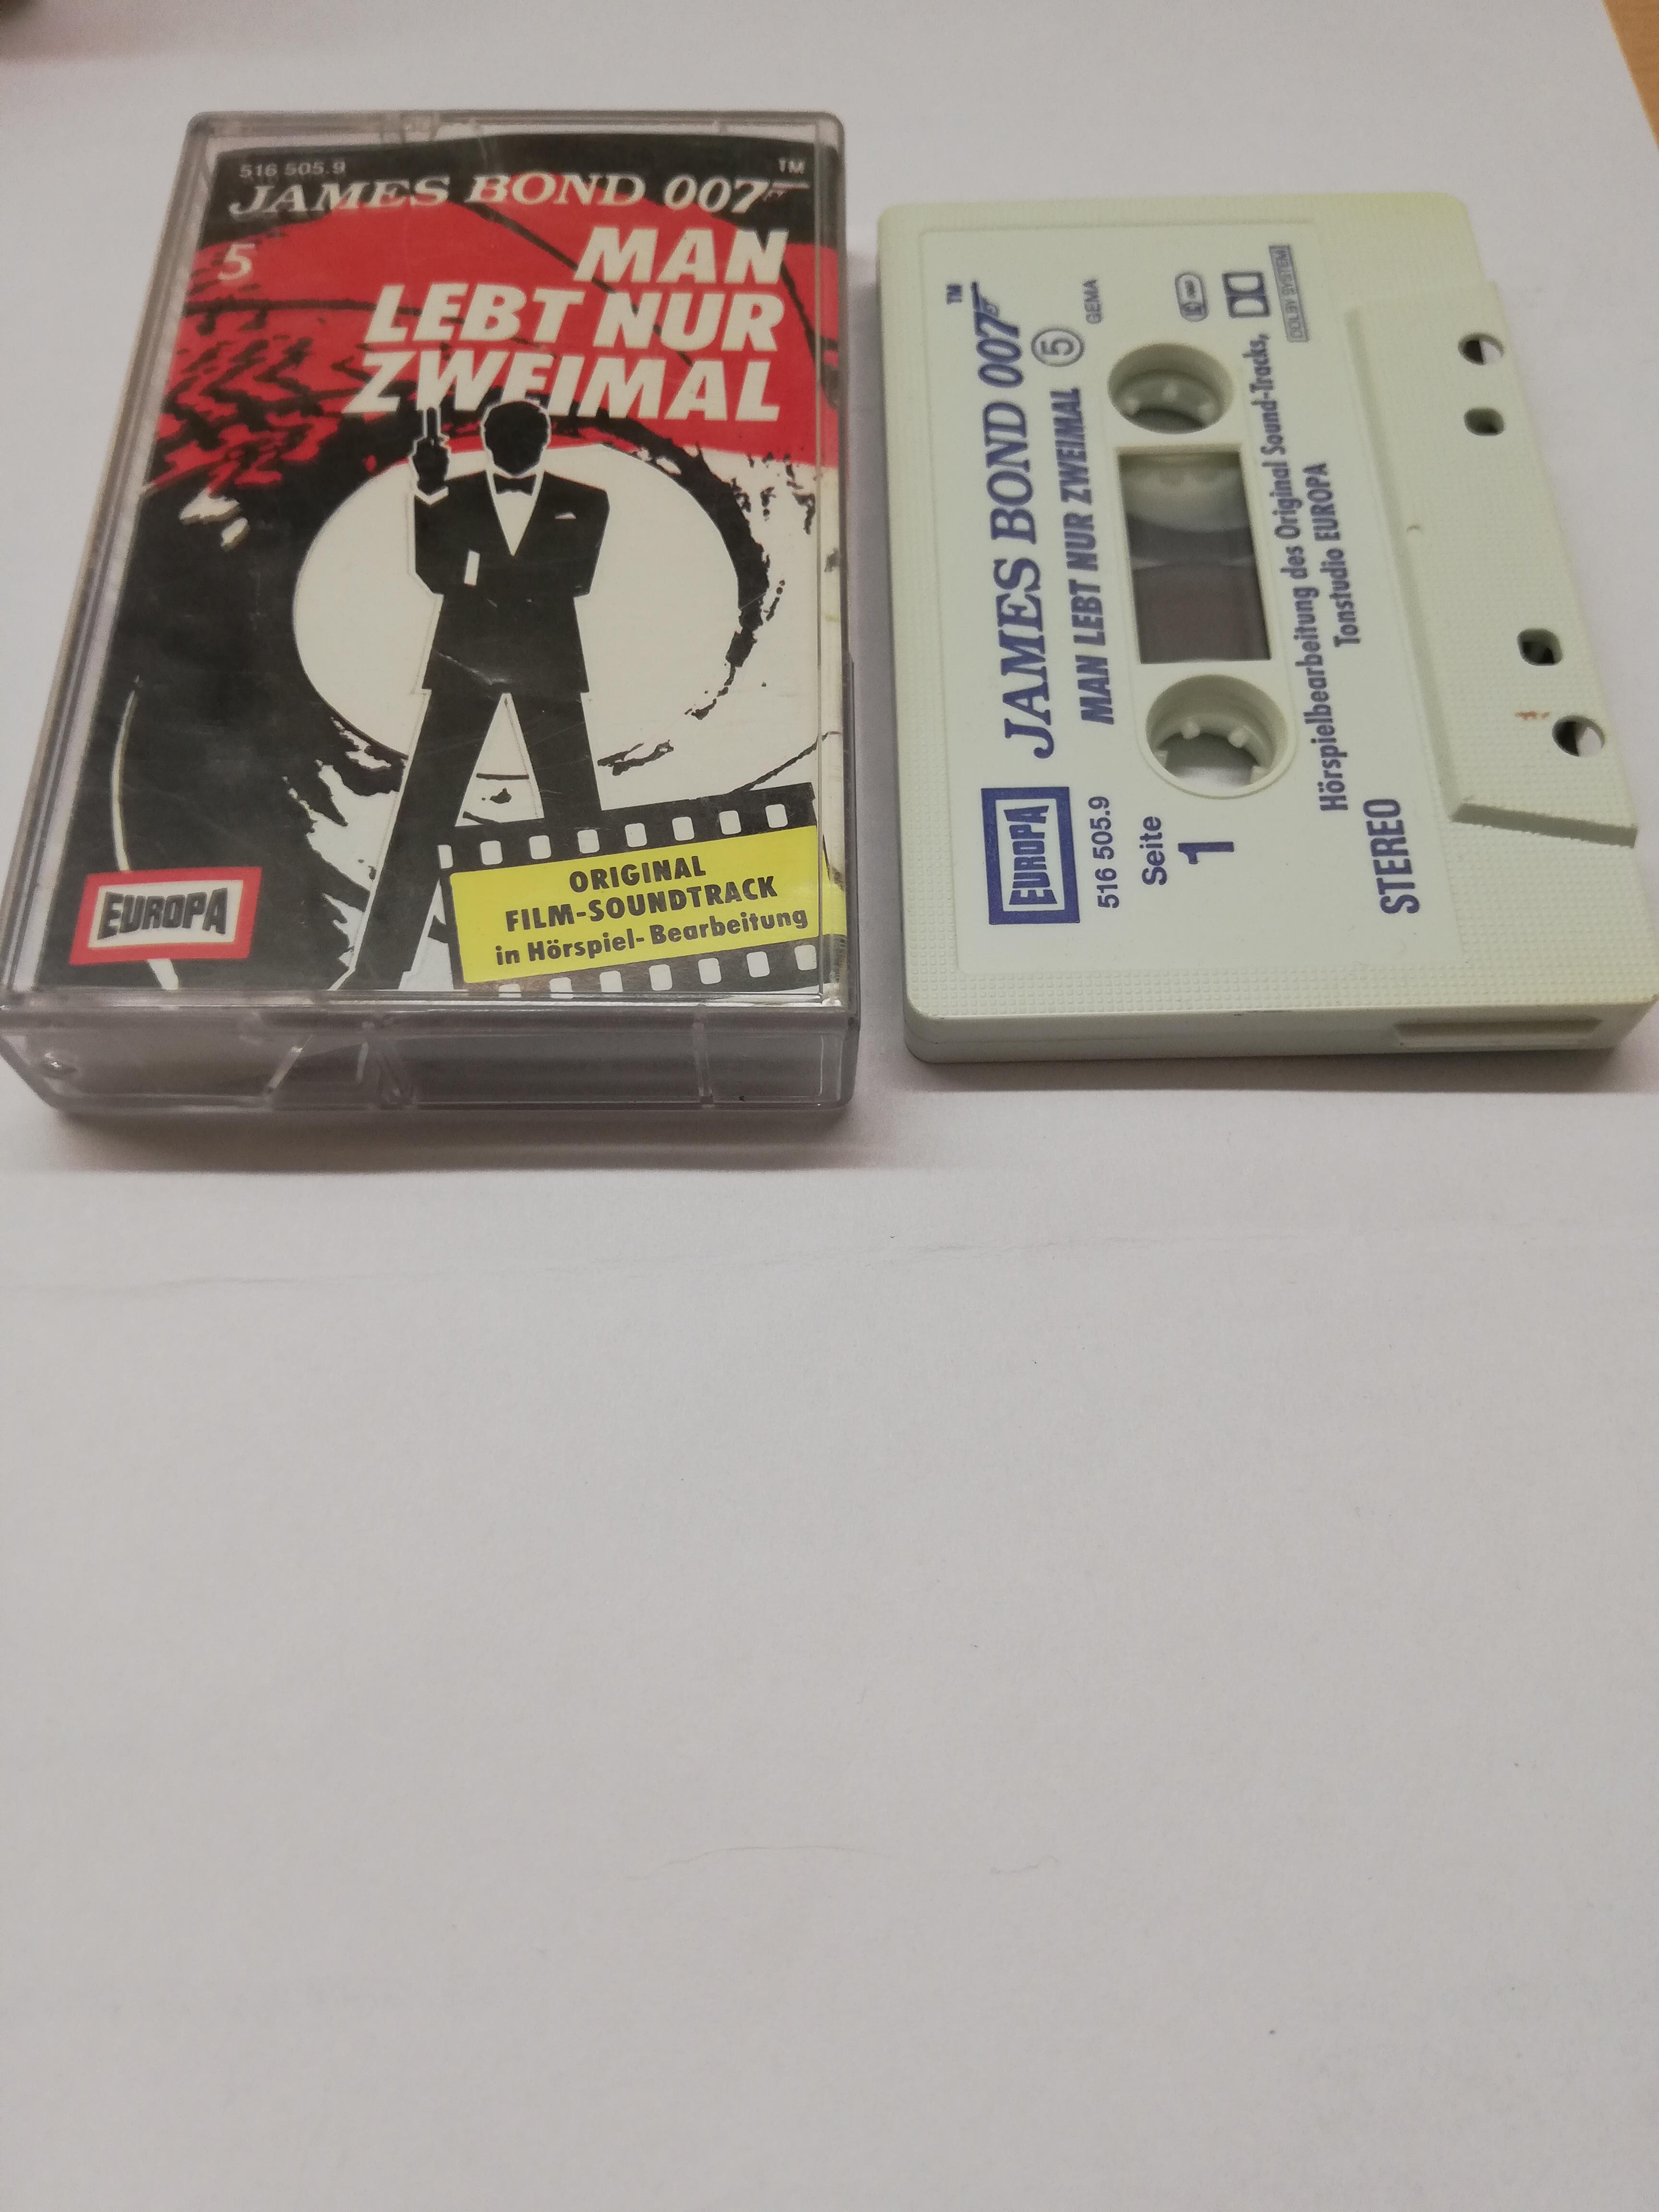 516 505.9
TM
JAMES BOND 007
5
MAN
LEBT NUR
ZWEIMAL
EUROPA
ORIGINAL
FILM-SOUNDTRACK
in Hörspiel-Bearbeitung
EUROPA
JAMES BOND 007
TM
516 505.9
MAN LEBT NUR ZWEIMAL 5
GEMA
Seite
1
DOLBY SYSTEM
Hörspielbearbeitung des Original Sound-Tracks,
Tonstudio EUROPA
STEREO